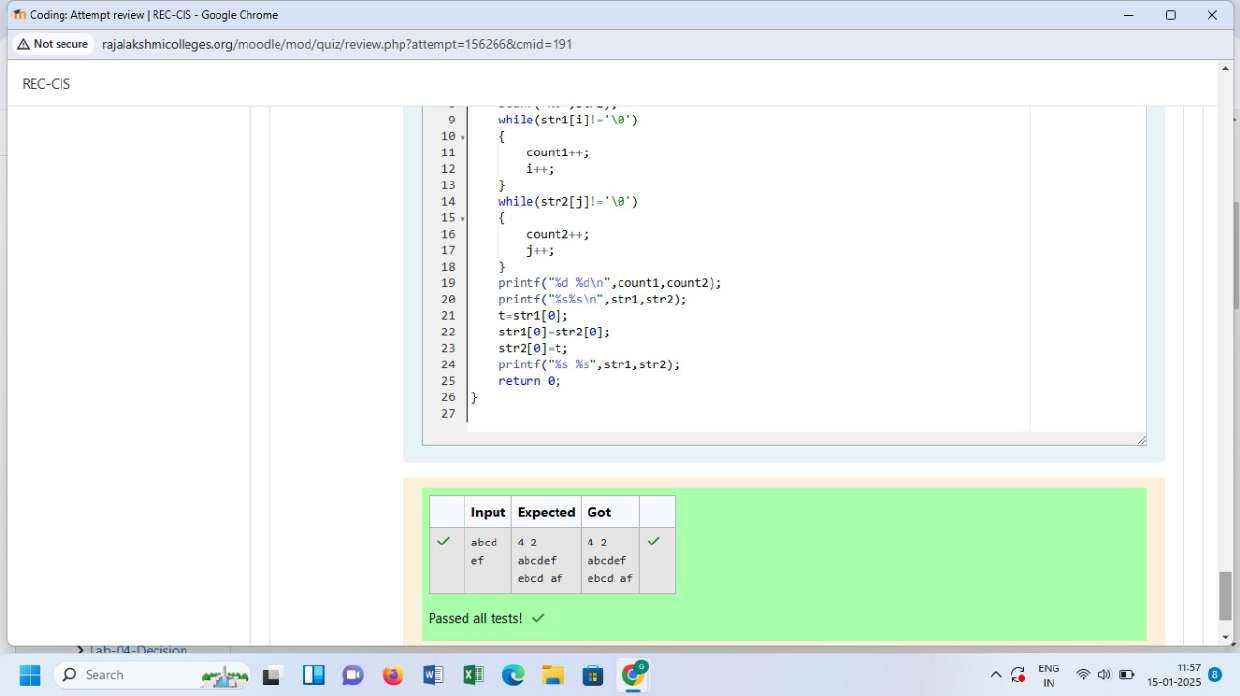 Coding: Attempt review | REC-CIS - Google Chrome
Not secure rajalakshmicolleges.org/moodle/mod/quiz/review.php?attempt=156266&cmid=191
REC-CIS
9 while(str1[i]!='\0')
10 {
11 count1++;
12 i++;
13 }
14 while(str2[j]!='\0')
15 {
16 count2++;
17 j++;
18 }
19 printf("%d %d\n",count1,count2);
20 printf("%s%s\n",str1,str2);
21 t=str1[0];
22 str1[0]=str2[0];
23 str2[0]=t;
24 printf("%s %s",str1,str2);
25 return 0;
26 }
27
Input Expected Got
abcd 4 2 4 2
ef abcdef abcdef
ebcd af ebcd af
Passed all tests!
Lab-04-Decision
Search
ENG
IN
11:57
15-01-2025
8